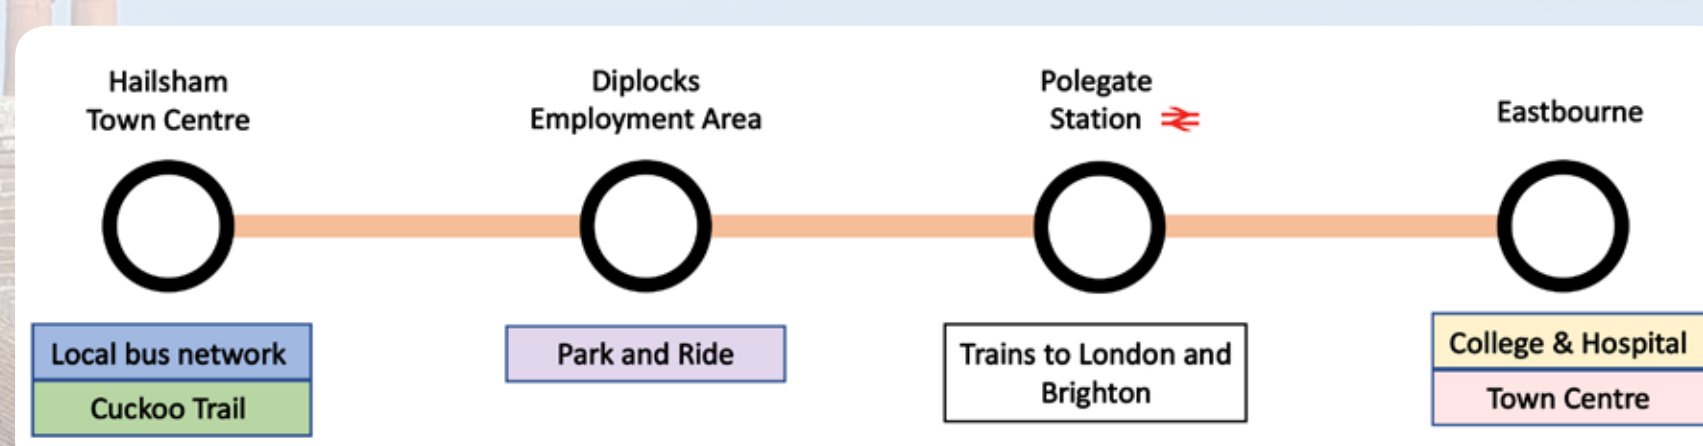 Hailsham
Town Centre
Diplocks
Employment Area
Polegate
Station
Eastbourne
Local bus network
Cuckoo Trail
Park and Ride
Trains to London and
Brighton
College & Hospital
Town Centre